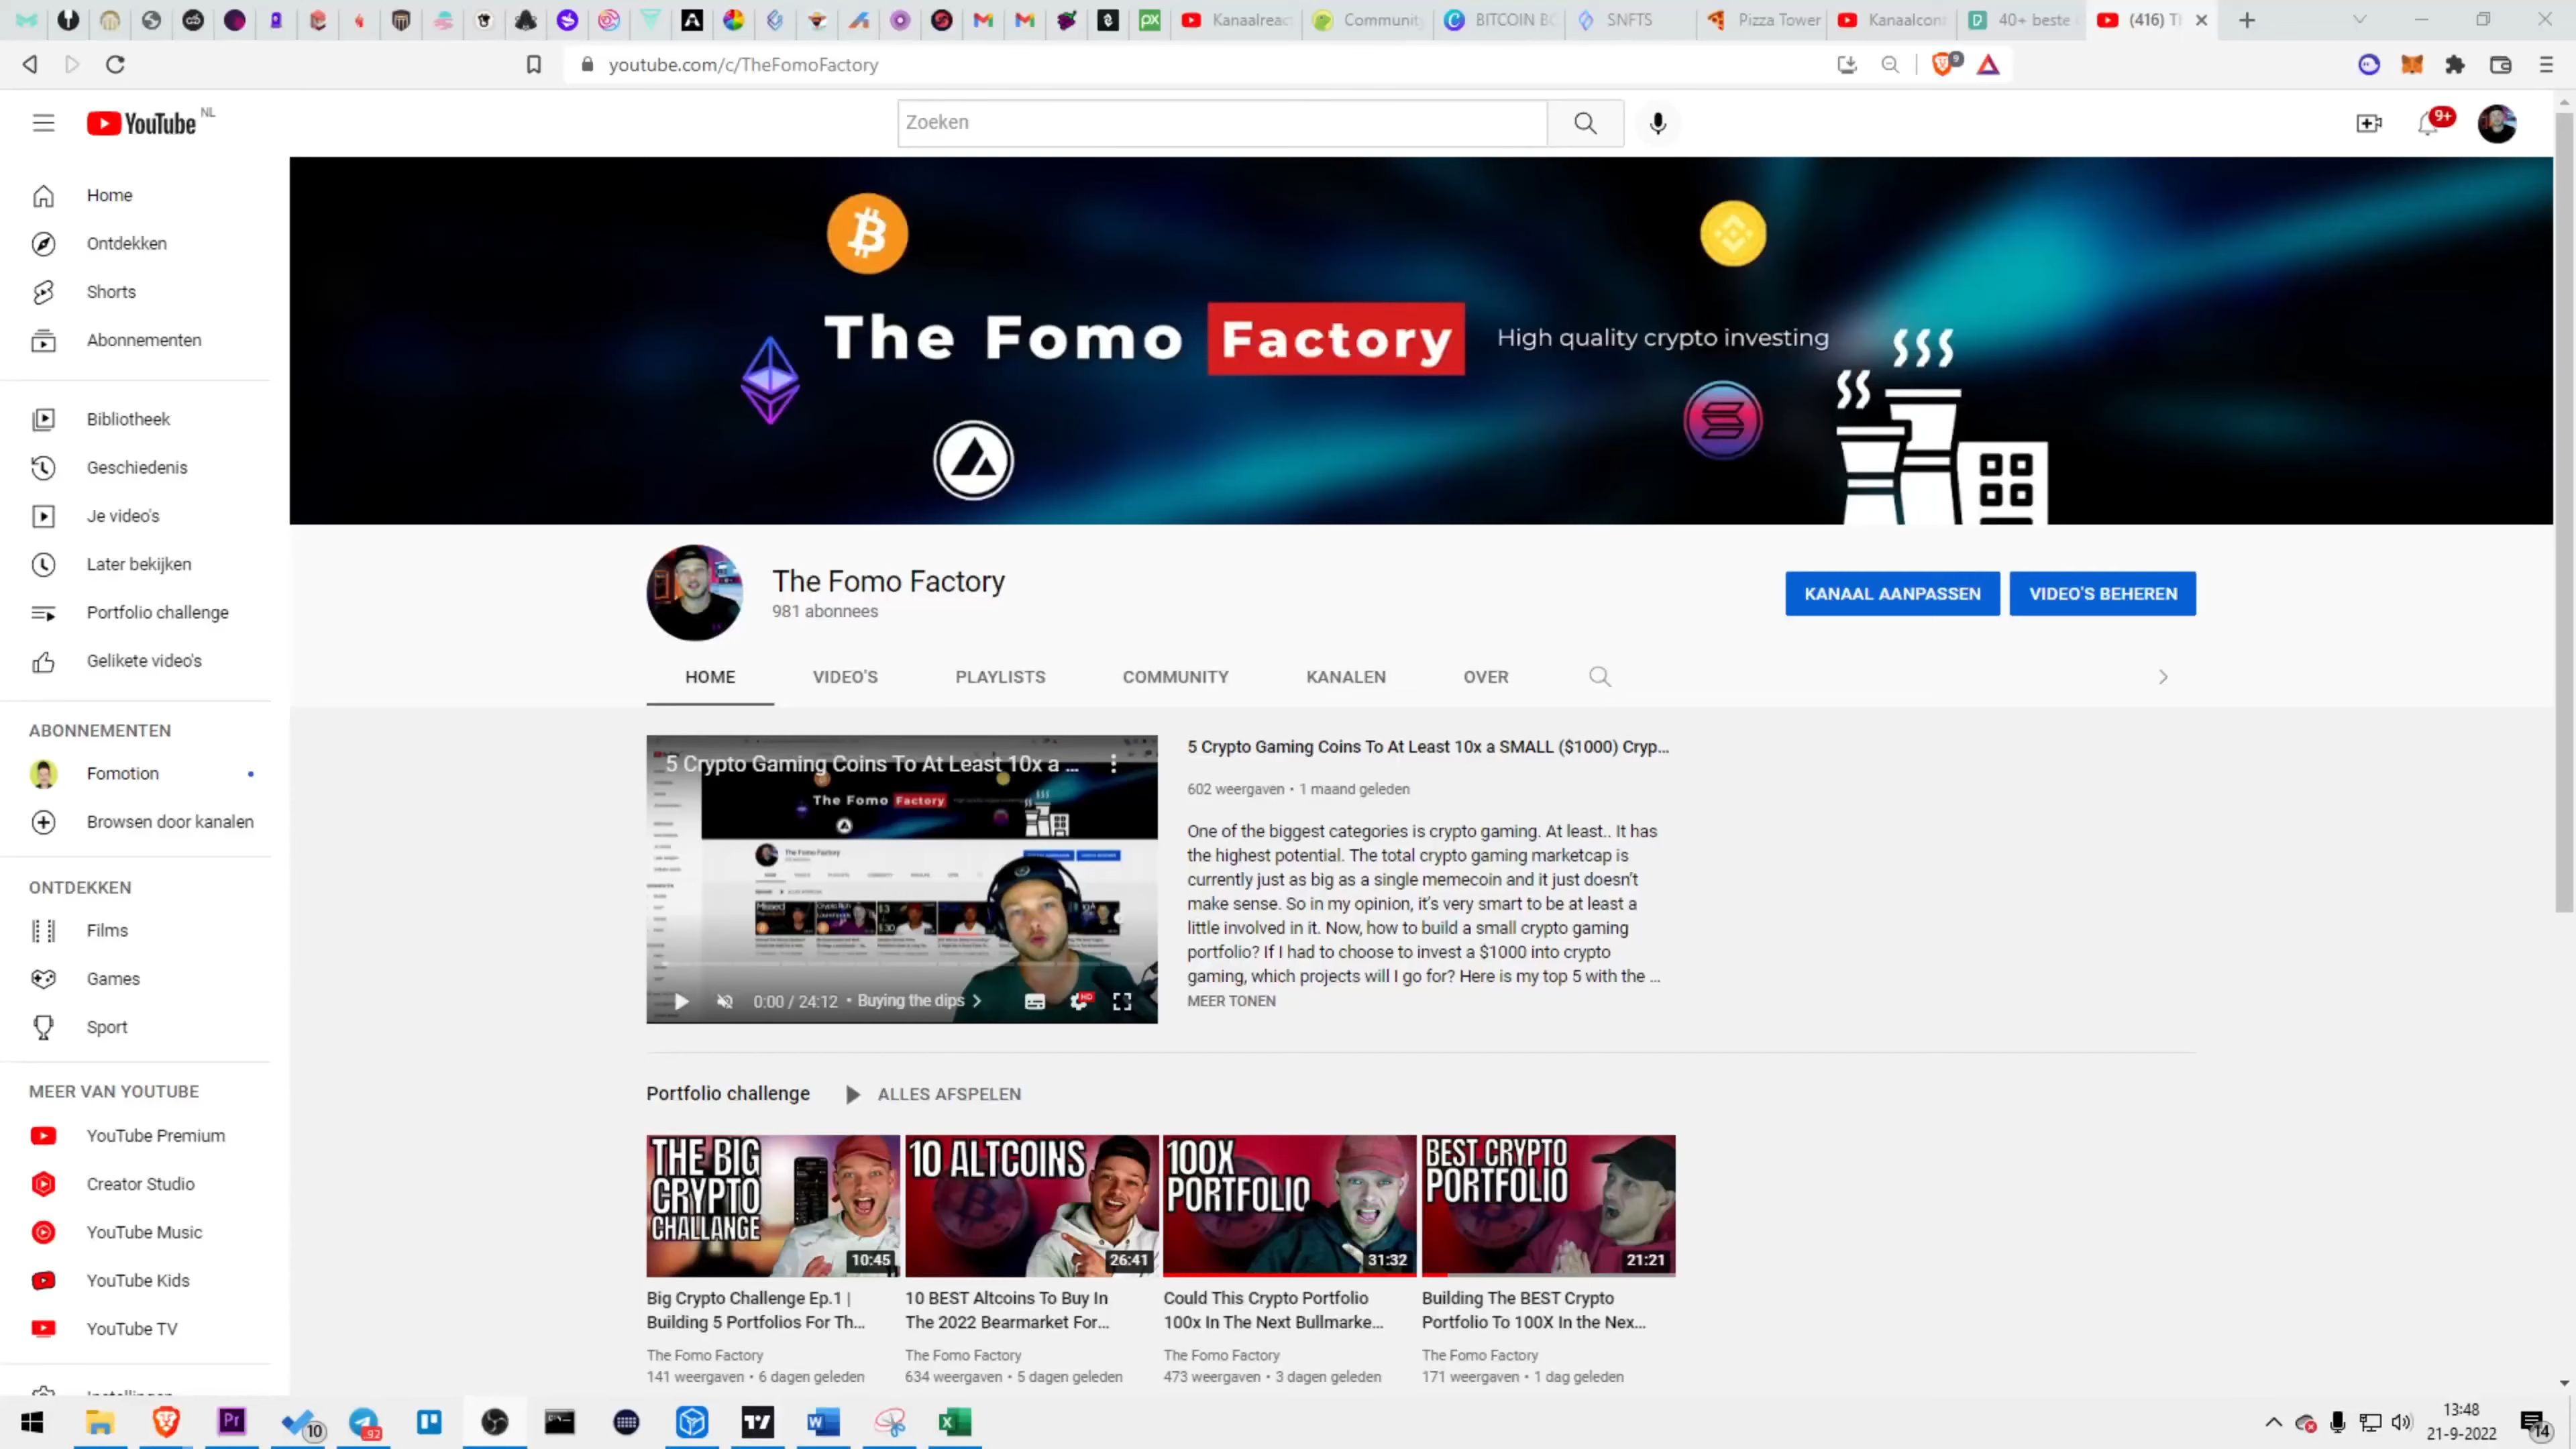 Kanaalreac
Communit
BITCOIN BO
SNFTS
Pizza Tower
Kanaalcon
40+ beste
(416) T
youtube.com/c/TheFomoFactory
9
YouTube NL
Zoeken
9+
Home
Ontdekken
Shorts
Abonnementen
Bibliotheek
Geschiedenis
Je video's
Later bekijken
Portfolio challenge
Gelikete video's
ABONNEMENTEN
Fomotion
Browsen door kanalen
ONTDEKKEN
Films
Games
Sport
MEER VAN YOUTUBE
YouTube Premium
Creator Studio
YouTube Music
YouTube Kids
YouTube TV
Instellingen
The Fomo Factory
High quality crypto investing
The Fomo Factory
981 abonnees
KANAAL AANPASSEN
VIDEO'S BEHEREN
HOME
VIDEO'S
PLAYLISTS
COMMUNITY
KANALEN
OVER
5 Crypto Gaming Coins To At Least 10x a ...
The Fomo Factory
The Fomo Factory
0:00 / 24:12 • Buying the dips
HD
5 Crypto Gaming Coins To At Least 10x a SMALL ($1000) Cryp...
602 weergaven • 1 maand geleden
One of the biggest categories is crypto gaming. At least.. It has
the highest potential. The total crypto gaming marketcap is
currently just as big as a single memecoin and it just doesn't
make sense. So in my opinion, it's very smart to be at least a
little involved in it. Now, how to build a small crypto gaming
portfolio? If I had to choose to invest a $1000 into crypto
gaming, which projects will I go for? Here is my top 5 with the ...
MEER TONEN
Portfolio challenge
ALLES AFSPELEN
THE BIG
CRYPTO
CHALLANGE
10:45
10 ALTCOINS
26:41
100X
PORTFOLIO
31:32
BEST CRYPTO
PORTFOLIO
21:21
Big Crypto Challenge Ep.1 |
Building 5 Portfolios For Th...
The Fomo Factory
141 weergaven • 6 dagen geleden
10 BEST Altcoins To Buy In
The 2022 Bearmarket For...
The Fomo Factory
634 weergaven • 5 dagen geleden
Could This Crypto Portfolio
100x In The Next Bullmarke...
The Fomo Factory
473 weergaven • 3 dagen geleden
Building The BEST Crypto
Portfolio To 100X In the Nex...
The Fomo Factory
171 weergaven • 1 dag geleden
Pr
10
92
W
X
13:48
21-9-2022
14